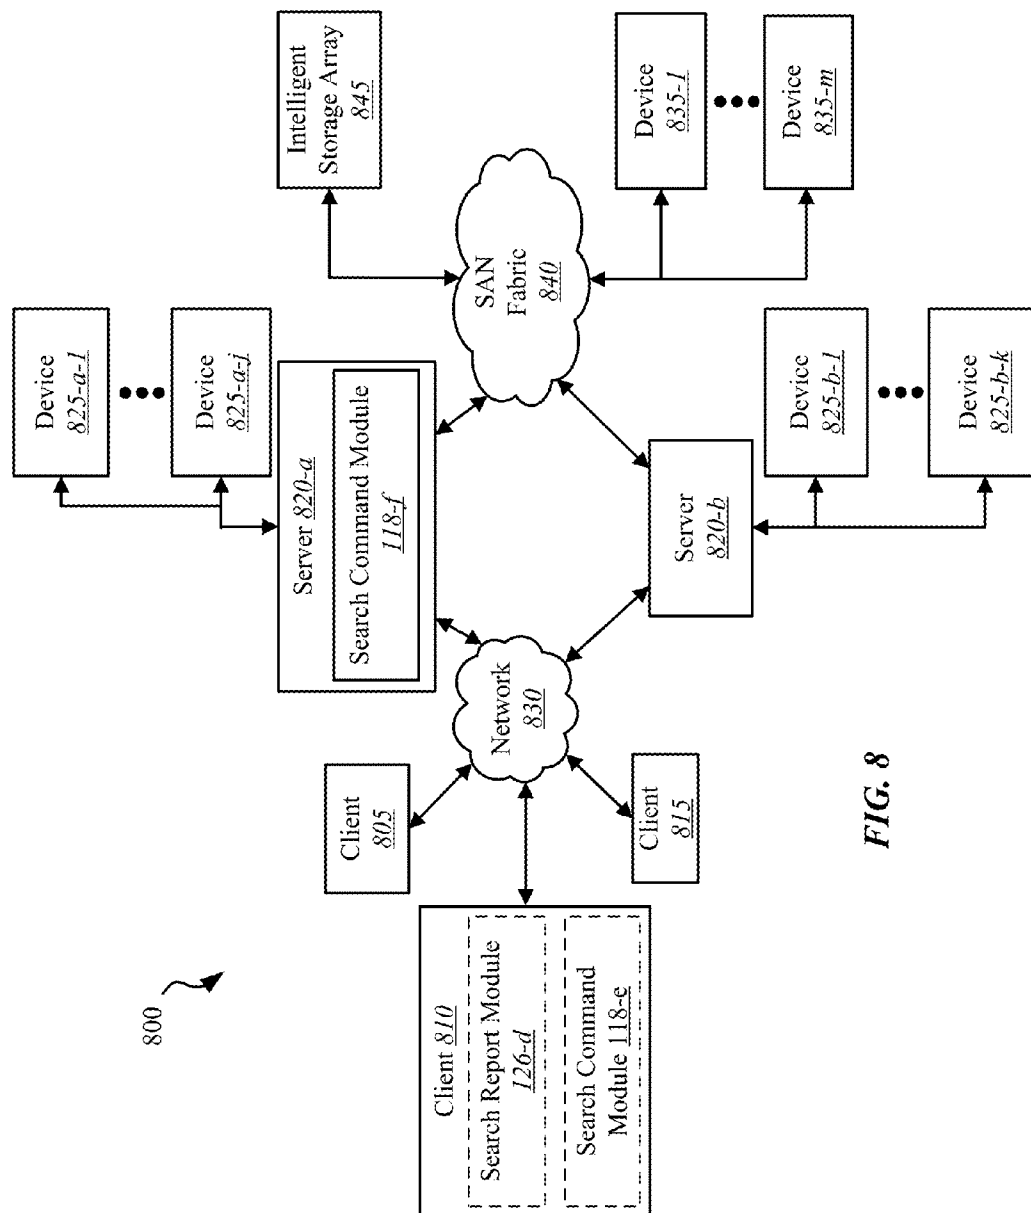 800
Client 810
Search Report Module
126-d
Search Command
Module 118-e
Client
805
Client
815
Network
830
Server 820-a
Search Command Module
118-f
Server
820-b
Device
825-a-1
Device
825-a-j
Device
825-b-1
Device
825-b-k
SAN
Fabric
840
Intelligent
Storage Array
845
Device
835-1
Device
835-m
FIG. 8